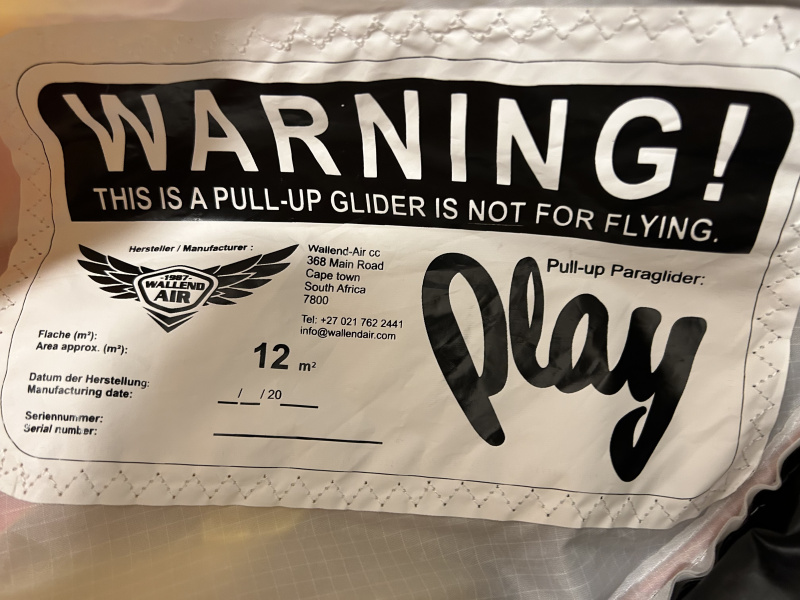 WARNING!
THIS IS A PULL-UP GLIDER IS NOT FOR FLYING.
Hersteller / Manufacturer :
-1987-
WALLEND
AIR
Wallend-Air cc
368 Main Road
Cape town
South Africa
7800
Tel: +27 021 762 2441
info@wallendair.com
Pull-up Paraglider:
Play
Flache (m²):
Area approx. (m²):
12 m²
Datum der Herstellung:
Manufacturing date:
__/__ / 20____
Seriennummer:
Serial number: